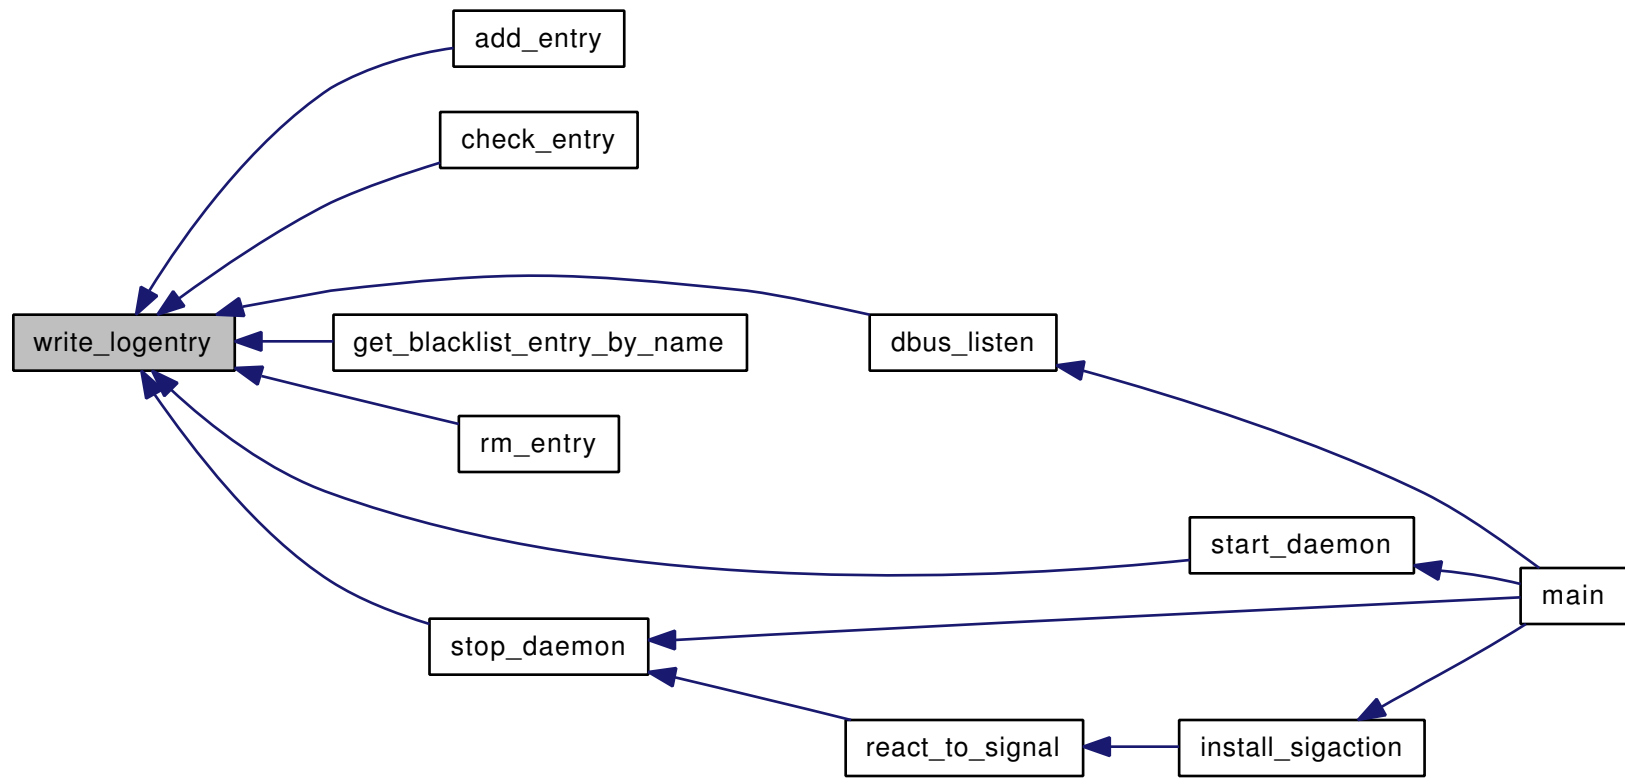 add_entry
check_entry
write_logentry
get_blacklist_entry_by_name
dbus_listen
rm_entry
start_daemon
main
stop_daemon
react_to_signal
install_sigaction